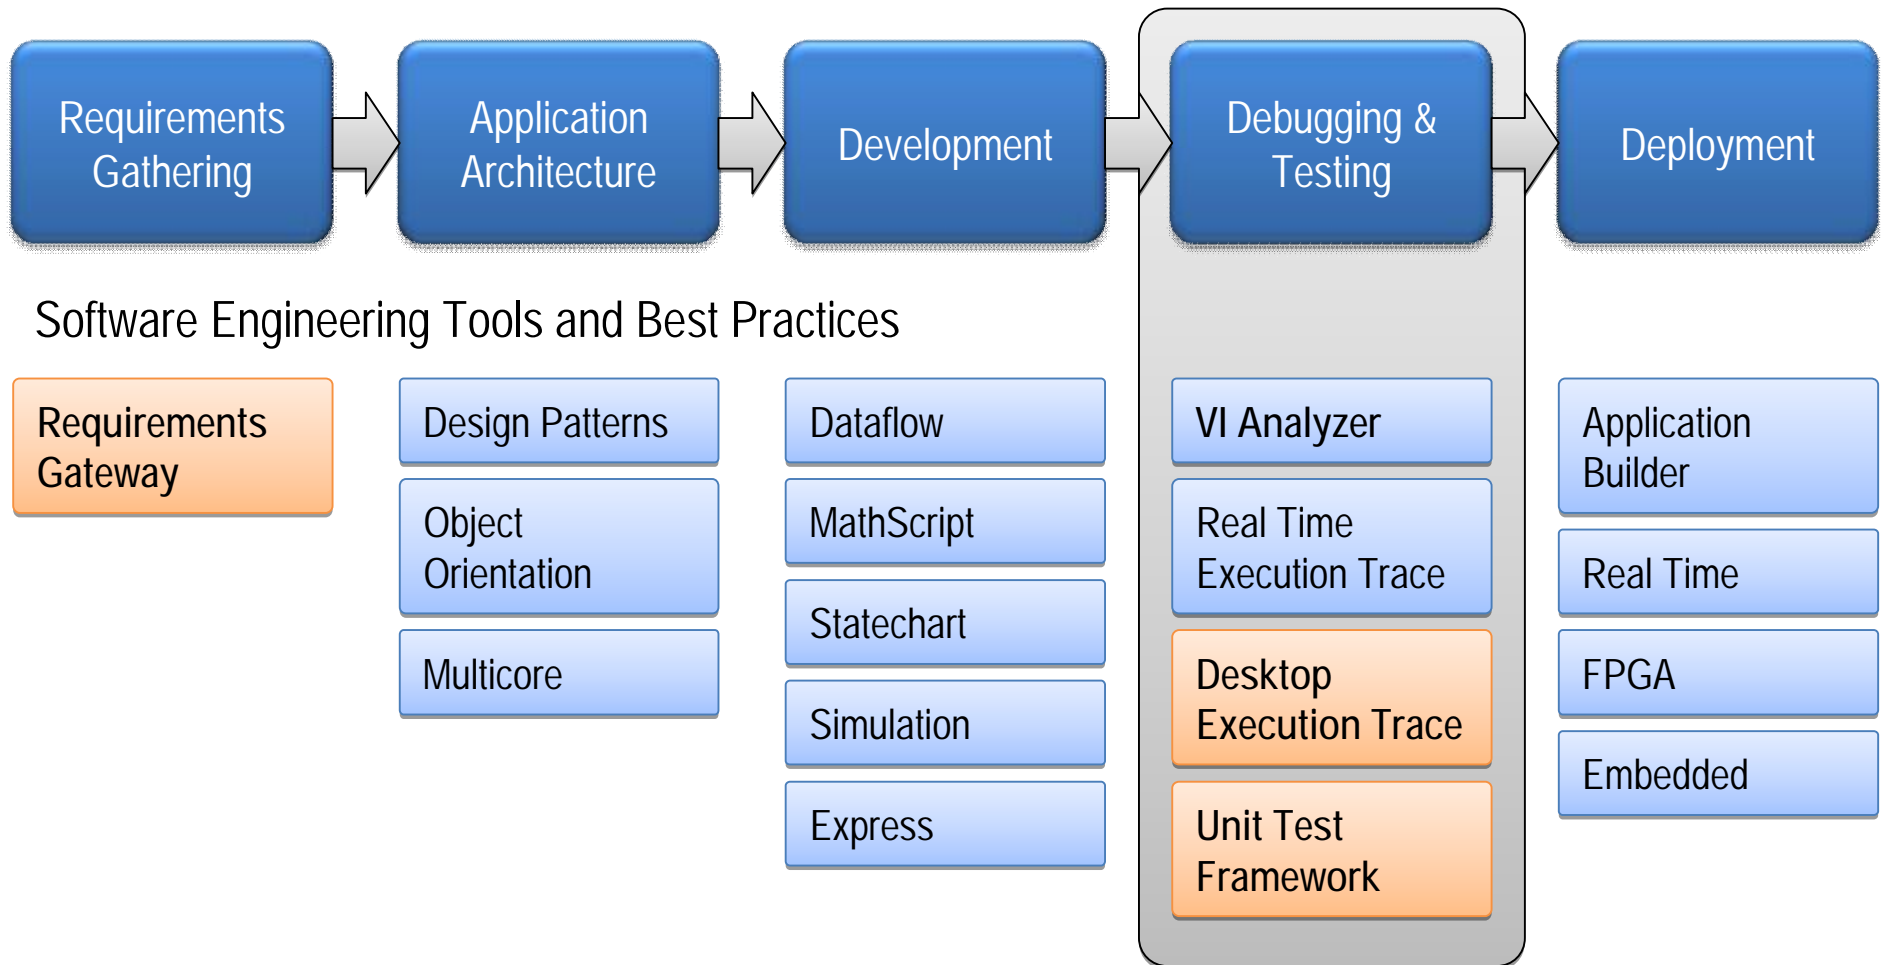 Requirements
Gathering
Application
Architecture
Development
Debugging &
Testing
Deployment
Software Engineering Tools and Best Practices
Requirements
Gateway
Design Patterns
Object
Orientation
Multicore
Dataflow
MathScript
Statechart
Simulation
Express
VI Analyzer
Real Time
Execution Trace
Desktop
Execution Trace
Unit Test
Framework
Application
Builder
Real Time
FPGA
Embedded